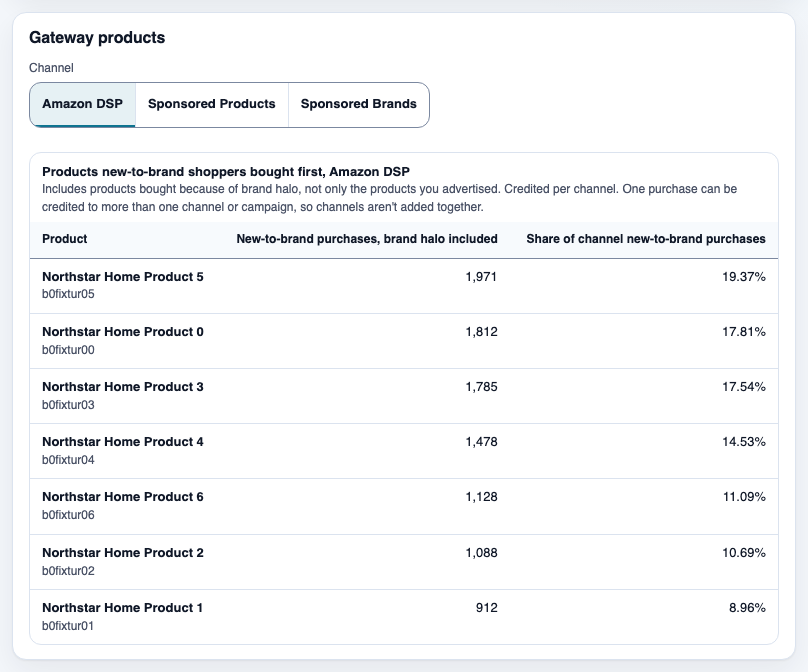 Gateway products
Channel
Amazon DSP Sponsored Products Sponsored Brands
Products new-to-brand shoppers bought first, Amazon DSP
Includes products bought because of brand halo, not only the products you advertised. Credited per channel. One purchase can be
credited to more than one channel or campaign, so channels aren't added together.
Product New-to-brand purchases, brand halo included Share of channel new-to-brand purchases
Northstar Home Product 5 1,971 19.37%
b0fixtur05
Northstar Home Product 0 1,812 17.81%
b0fixtur00
Northstar Home Product 3 1,785 17.54%
b0fixtur03
Northstar Home Product 4 1,478 14.53%
b0fixtur04
Northstar Home Product 6 1,128 11.09%
b0fixtur06
Northstar Home Product 2 1,088 10.69%
b0fixtur02
Northstar Home Product 1 912 8.96%
b0fixtur01